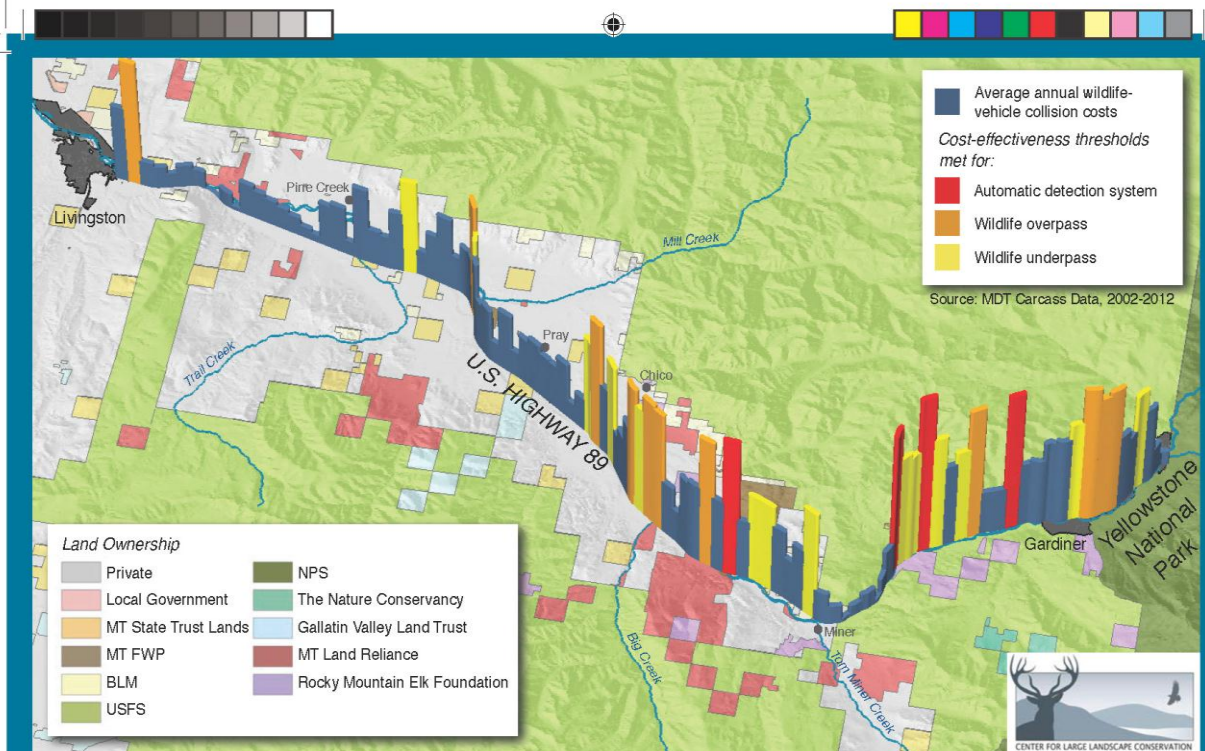 Average annual wildlife-
vehicle collision costs
Cost-effectiveness thresholds
met for:
Automatic detection system
Wildlife overpass
Wildlife underpass
Source: MDT Carcass Data, 2002-2012
Livingston
Pine Creek
Mill Creek
Trail Creek
Pray
Chico
U.S. HIGHWAY 89
Gardiner
Yellowstone
National
Park
Miner
Big Creek
Tom Miner Creek
Land Ownership
Private
Local Government
MT State Trust Lands
MT FWP
BLM
USFS
NPS
The Nature Conservancy
Gallatin Valley Land Trust
MT Land Reliance
Rocky Mountain Elk Foundation
CENTER FOR LARGE LANDSCAPE CONSERVATION